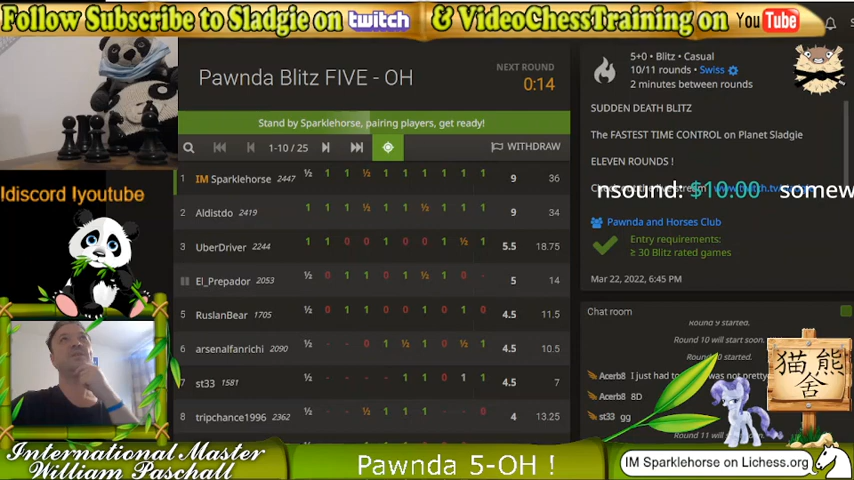 Follow Subscribe to Sladgie on twitch & VideoChessTraining on YouTube
Pawnda Blitz FIVE - OH
NEXT ROUND
0:14
Stand by Sparklehorse, pairing players, get ready!
1-10 / 25
WITHDRAW
1 IM Sparklehorse 2447 ½ 1 1 ½ 1 1 1 1 1 1 9 36
2 Aldistdo 2419 1 1 1 ½ 1 1 ½ 1 1 1 9 34
3 UberDriver 2244 1 1 0 0 1 0 0 1 ½ 1 5.5 18.75
El_Prepador 2053 ½ 0 1 1 0 1 ½ 1 0 - 5 14
5 RuslanBear 1705 ½ 0 1 1 1 0 0 1 0 4.5 11.5
6 arsenalfanrichi 2090 ½ - - 0 1 ½ 1 0 ½ 1 4.5 10.5
7 st33 1581 ½ - - - - 1 1 0 1 1 4.5 7
8 tripchance1996 2362 ½ - - ½ 1 1 1 - - 0 4 13.25
5+0 • Blitz • Casual
10/11 rounds • Swiss
2 minutes between rounds
SUDDEN DEATH BLITZ
The FASTEST TIME CONTROL on Planet Sladgie
ELEVEN ROUNDS !
nsound: $10.00 somew
Pawnda and Horses Club
Entry requirements:
≥ 30 Blitz rated games
Mar 22, 2022, 6:45 PM
Chat room
Round 9 started.
Round 10 will start soon.
started.
Acerb8 I just had to was not pretty
Acerb8 8D
st33 gg
Round 11 will
!discord !youtube
熊猫舍
International Master
William Paschall
Pawnda 5-OH !
IM Sparklehorse on Lichess.org